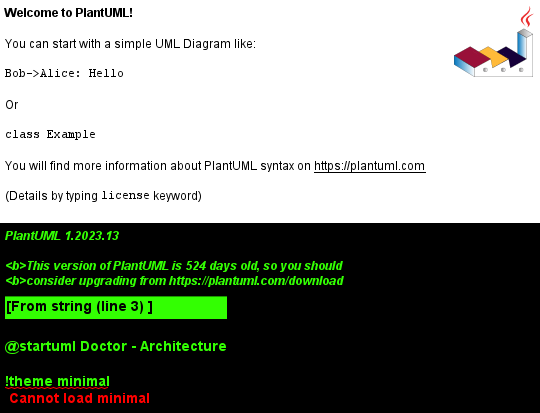 Welcome to PlantUML!
You can start with a simple UML Diagram like:
Bob->Alice: Hello
Or
class Example
You will find more information about PlantUML syntax on https://plantuml.com
(Details by typing license keyword)
PlantUML 1.2023.13
<b>This version of PlantUML is 524 days old, so you should
<b>consider upgrading from https://plantuml.com/download
[From string (line 3) ]
@startuml Doctor - Architecture
!theme minimal
Cannot load minimal